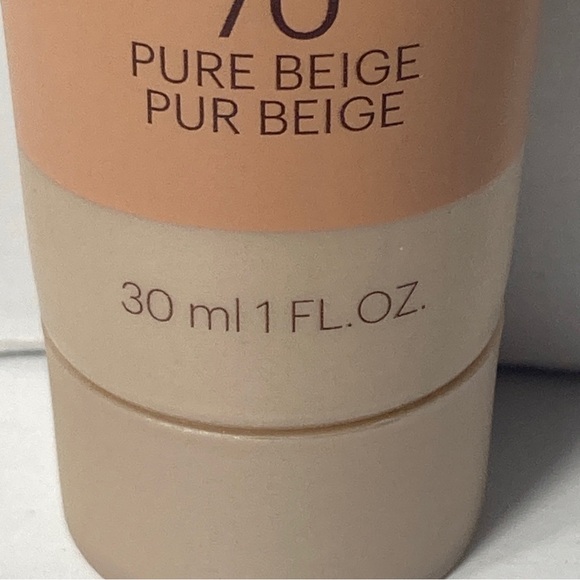 70
PURE BEIGE
PUR BEIGE
30 ml 1 FL.OZ.